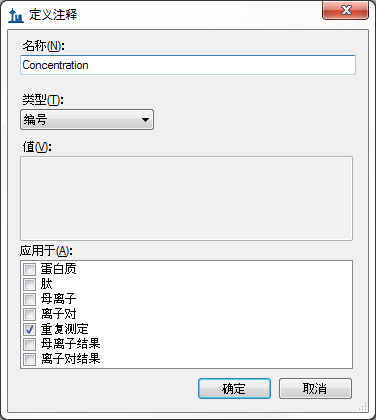 定义注释
名称(N):
Concentration
类型(T):
编号
值(V):
应用于(A):
蛋白质
肽
母离子
离子对
重复测定
母离子结果
离子对结果
确定 取消